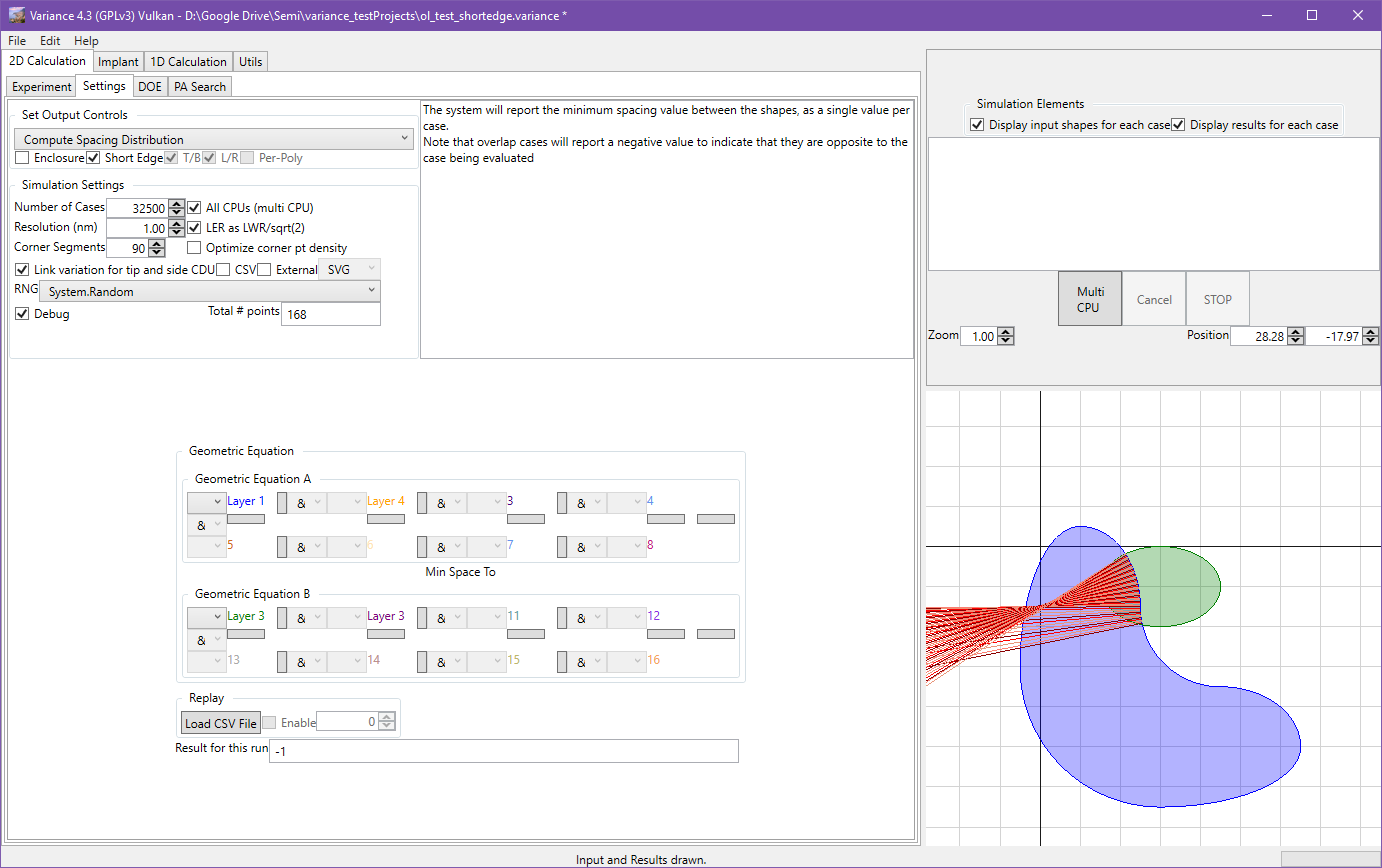 Variance 4.3 (GPLv3) Vulkan - D:\Google Drive\Semi\variance_testProjects\ol_test_shortedge.variance *
File Edit Help
2D Calculation Implant 1D Calculation Utils
Experiment Settings DOE PA Search
Set Output Controls
Compute Spacing Distribution
Enclosure Short Edge T/B L/R Per-Poly
The system will report the minimum spacing value between the shapes, as a single value per
case.
Note that overlap cases will report a negative value to indicate that they are opposite to the
case being evaluated
Simulation Settings
Number of Cases 32500 All CPUs (multi CPU)
Resolution (nm) 1.00 LER as LWR/sqrt(2)
Corner Segments 90 Optimize corner pt density
Link variation for tip and side CDU CSV External SVG
RNG System.Random
Debug Total # points 168
Geometric Equation
Geometric Equation A
Layer 1 & Layer 4 & 3 & 4
&
5 & 6 & 7 & 8
Min Space To
Geometric Equation B
Layer 3 & Layer 3 & 11 & 12
&
13 & 14 & 15 & 16
Replay
Load CSV File Enable 0
Result for this run -1
Simulation Elements
Display input shapes for each case Display results for each case
Multi
CPU
Cancel STOP
Zoom 1.00 Position 28.28 -17.97
Input and Results drawn.